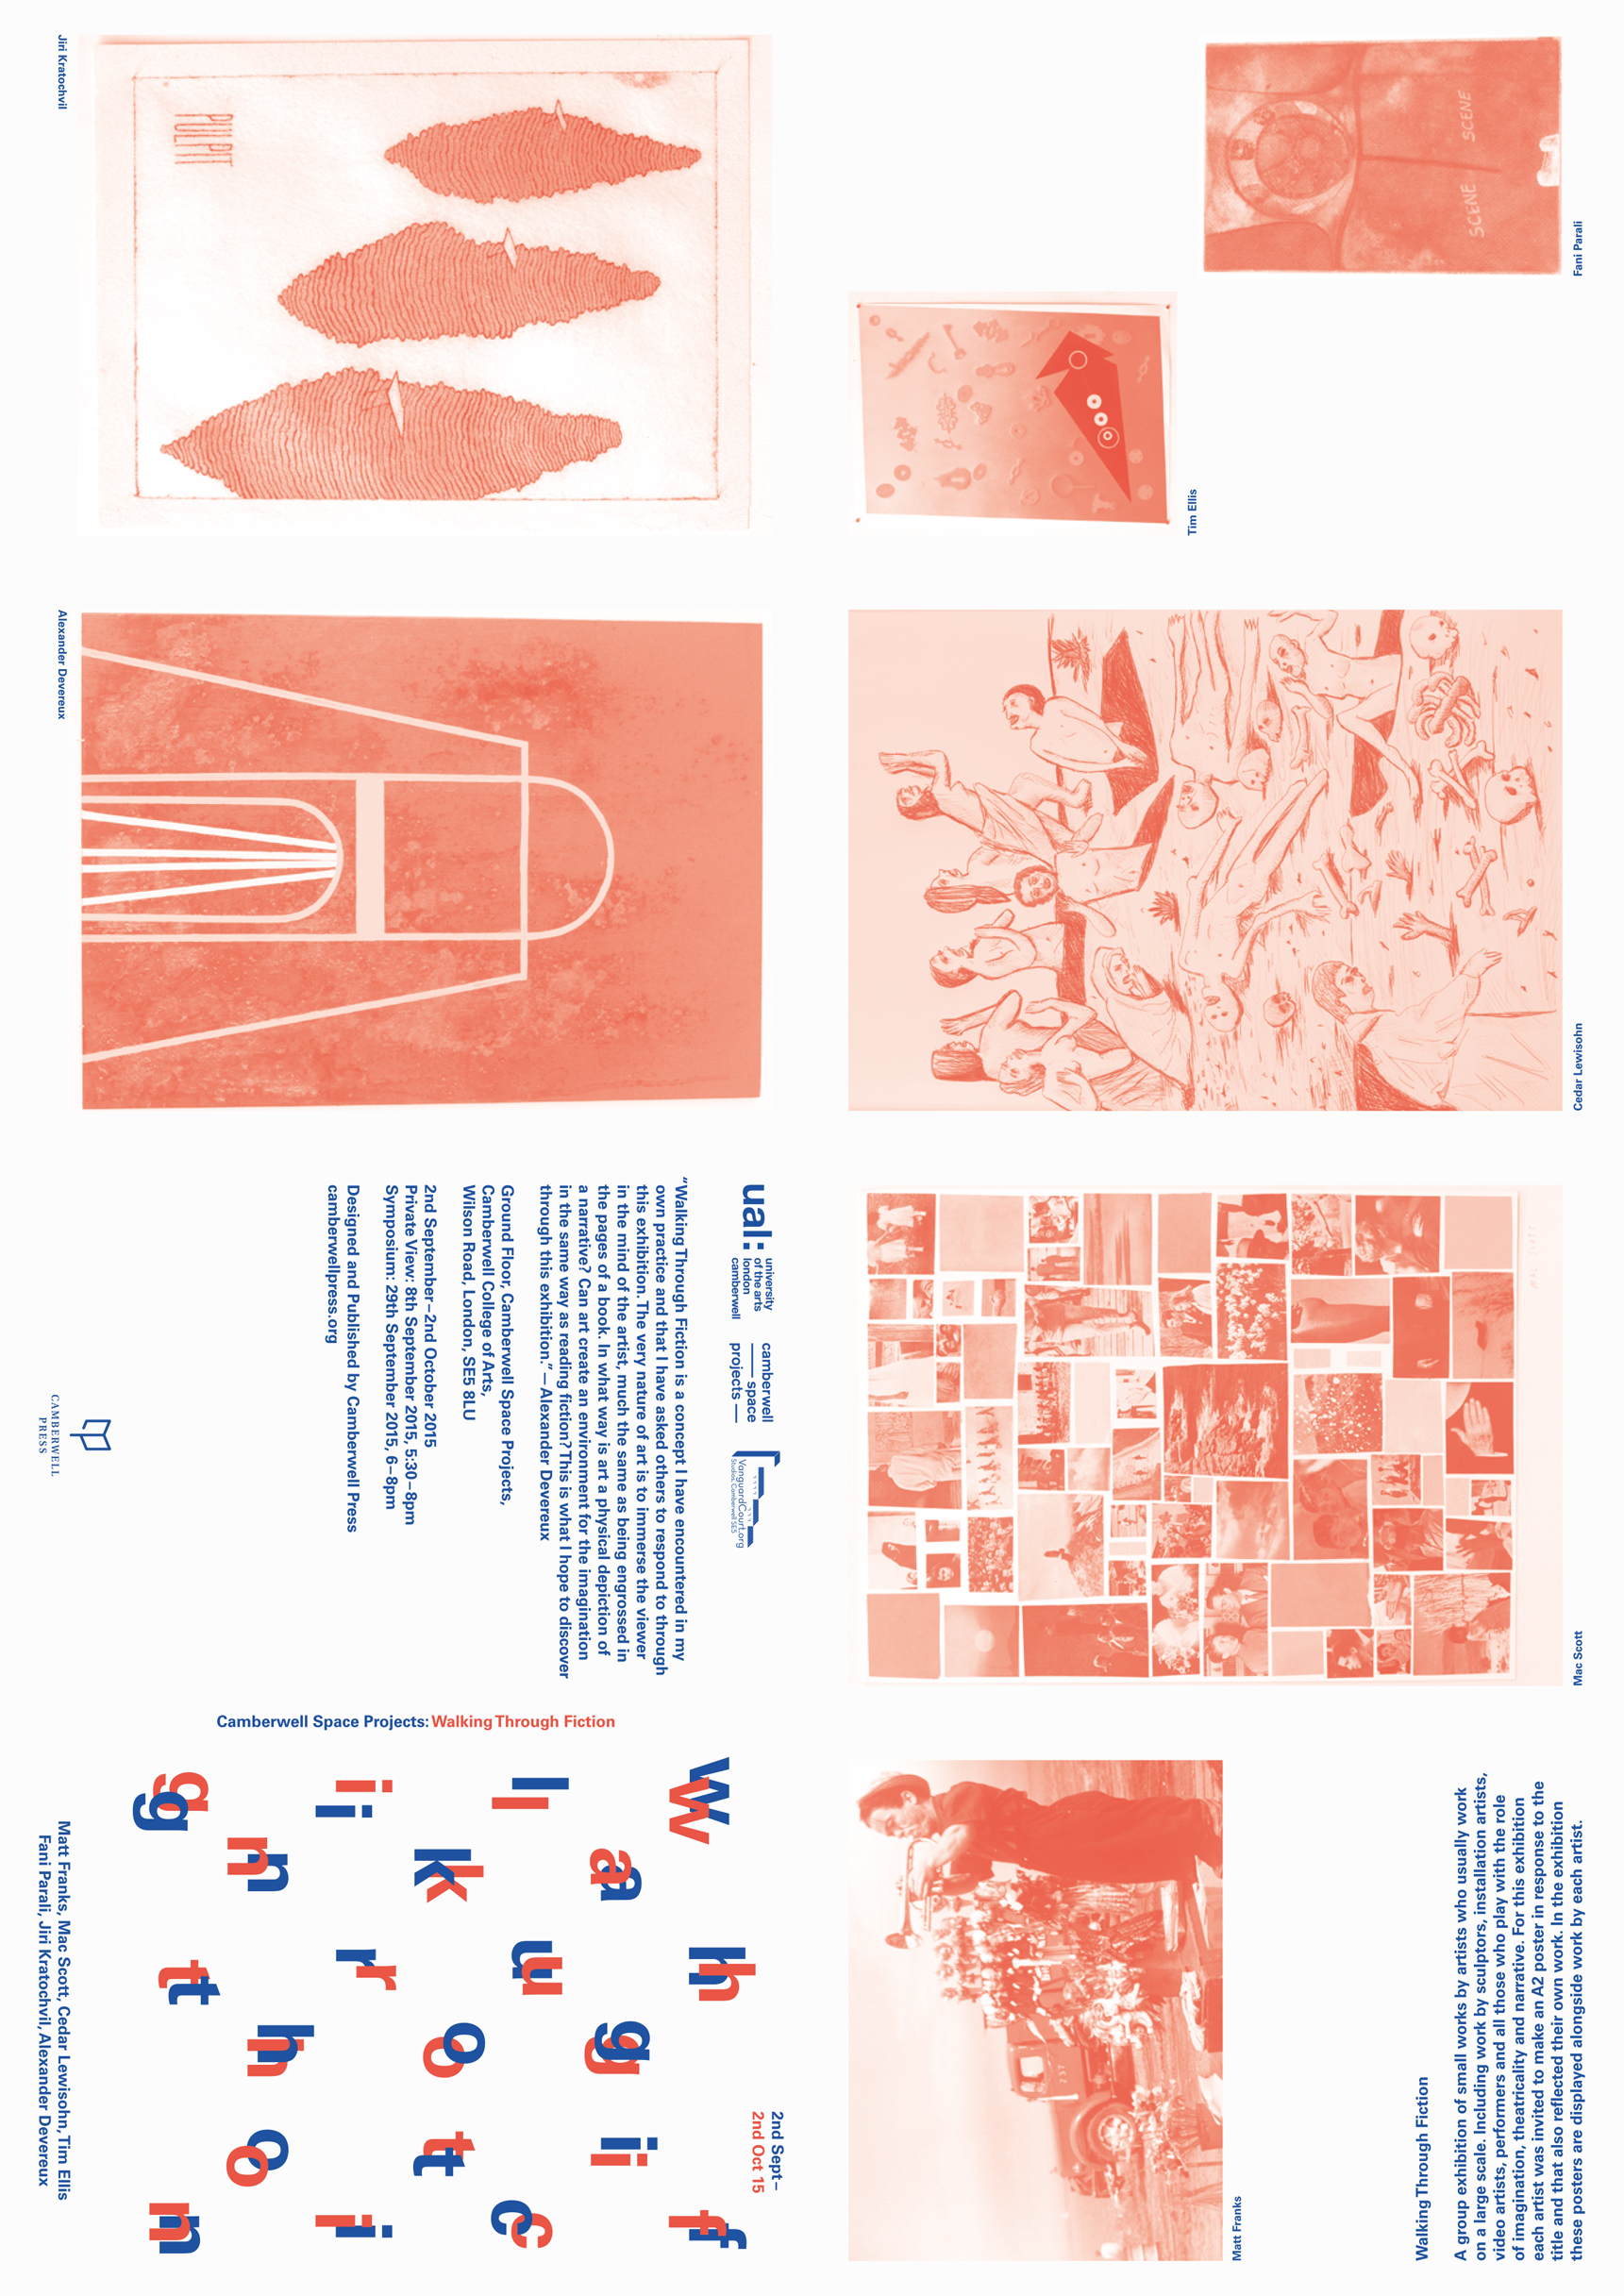 Jiri Kratochvil
PULPIT
Fani Parali
SCENE
SCENE
Tim Ellis
Alexander Devereux
Cedar Lewisohn
ual:
university
of the arts
london
camberwell
camberwell
space
projects
VanguardCourt.org
Studios, Camberwell SE5
“Walking Through Fiction is a concept I have encountered in my
own practice and that I have asked others to respond to through
this exhibition. The very nature of art is to immerse the viewer
in the mind of the artist, much the same as being engrossed in
the pages of a book. In what way is art a physical depiction of
a narrative? Can art create an environment for the imagination
in the same way as reading fiction? This is what I hope to discover
through this exhibition.” – Alexander Devereux
Ground Floor, Camberwell Space Projects,
Camberwell College of Arts,
Wilson Road, London, SE5 8LU
2nd September – 2nd October 2015
Private View: 8th September 2015, 5:30 – 8pm
Symposium: 29th September 2015, 6 – 8pm
Designed and Published by Camberwell Press
camberwellpress.org
CAMBERWELL
PRESS
Mac Scott
Camberwell Space Projects: Walking Through Fiction
walking
through
fiction
2nd Sept –
2nd Oct 15
Matt Franks, Mac Scott, Cedar Lewisohn, Tim Ellis
Fani Parali, Jiri Kratochvil, Alexander Devereux
237
Matt Franks
Walking Through Fiction
A group exhibition of small works by artists who usually work
on a large scale. Including work by sculptors, installation artists,
video artists, performers and all those who play with the role
of imagination, theatricality and narrative. For this exhibition
each artist was invited to make an A2 poster in response to the
title and that also reflected their own work. In the exhibition
these posters are displayed alongside work by each artist.